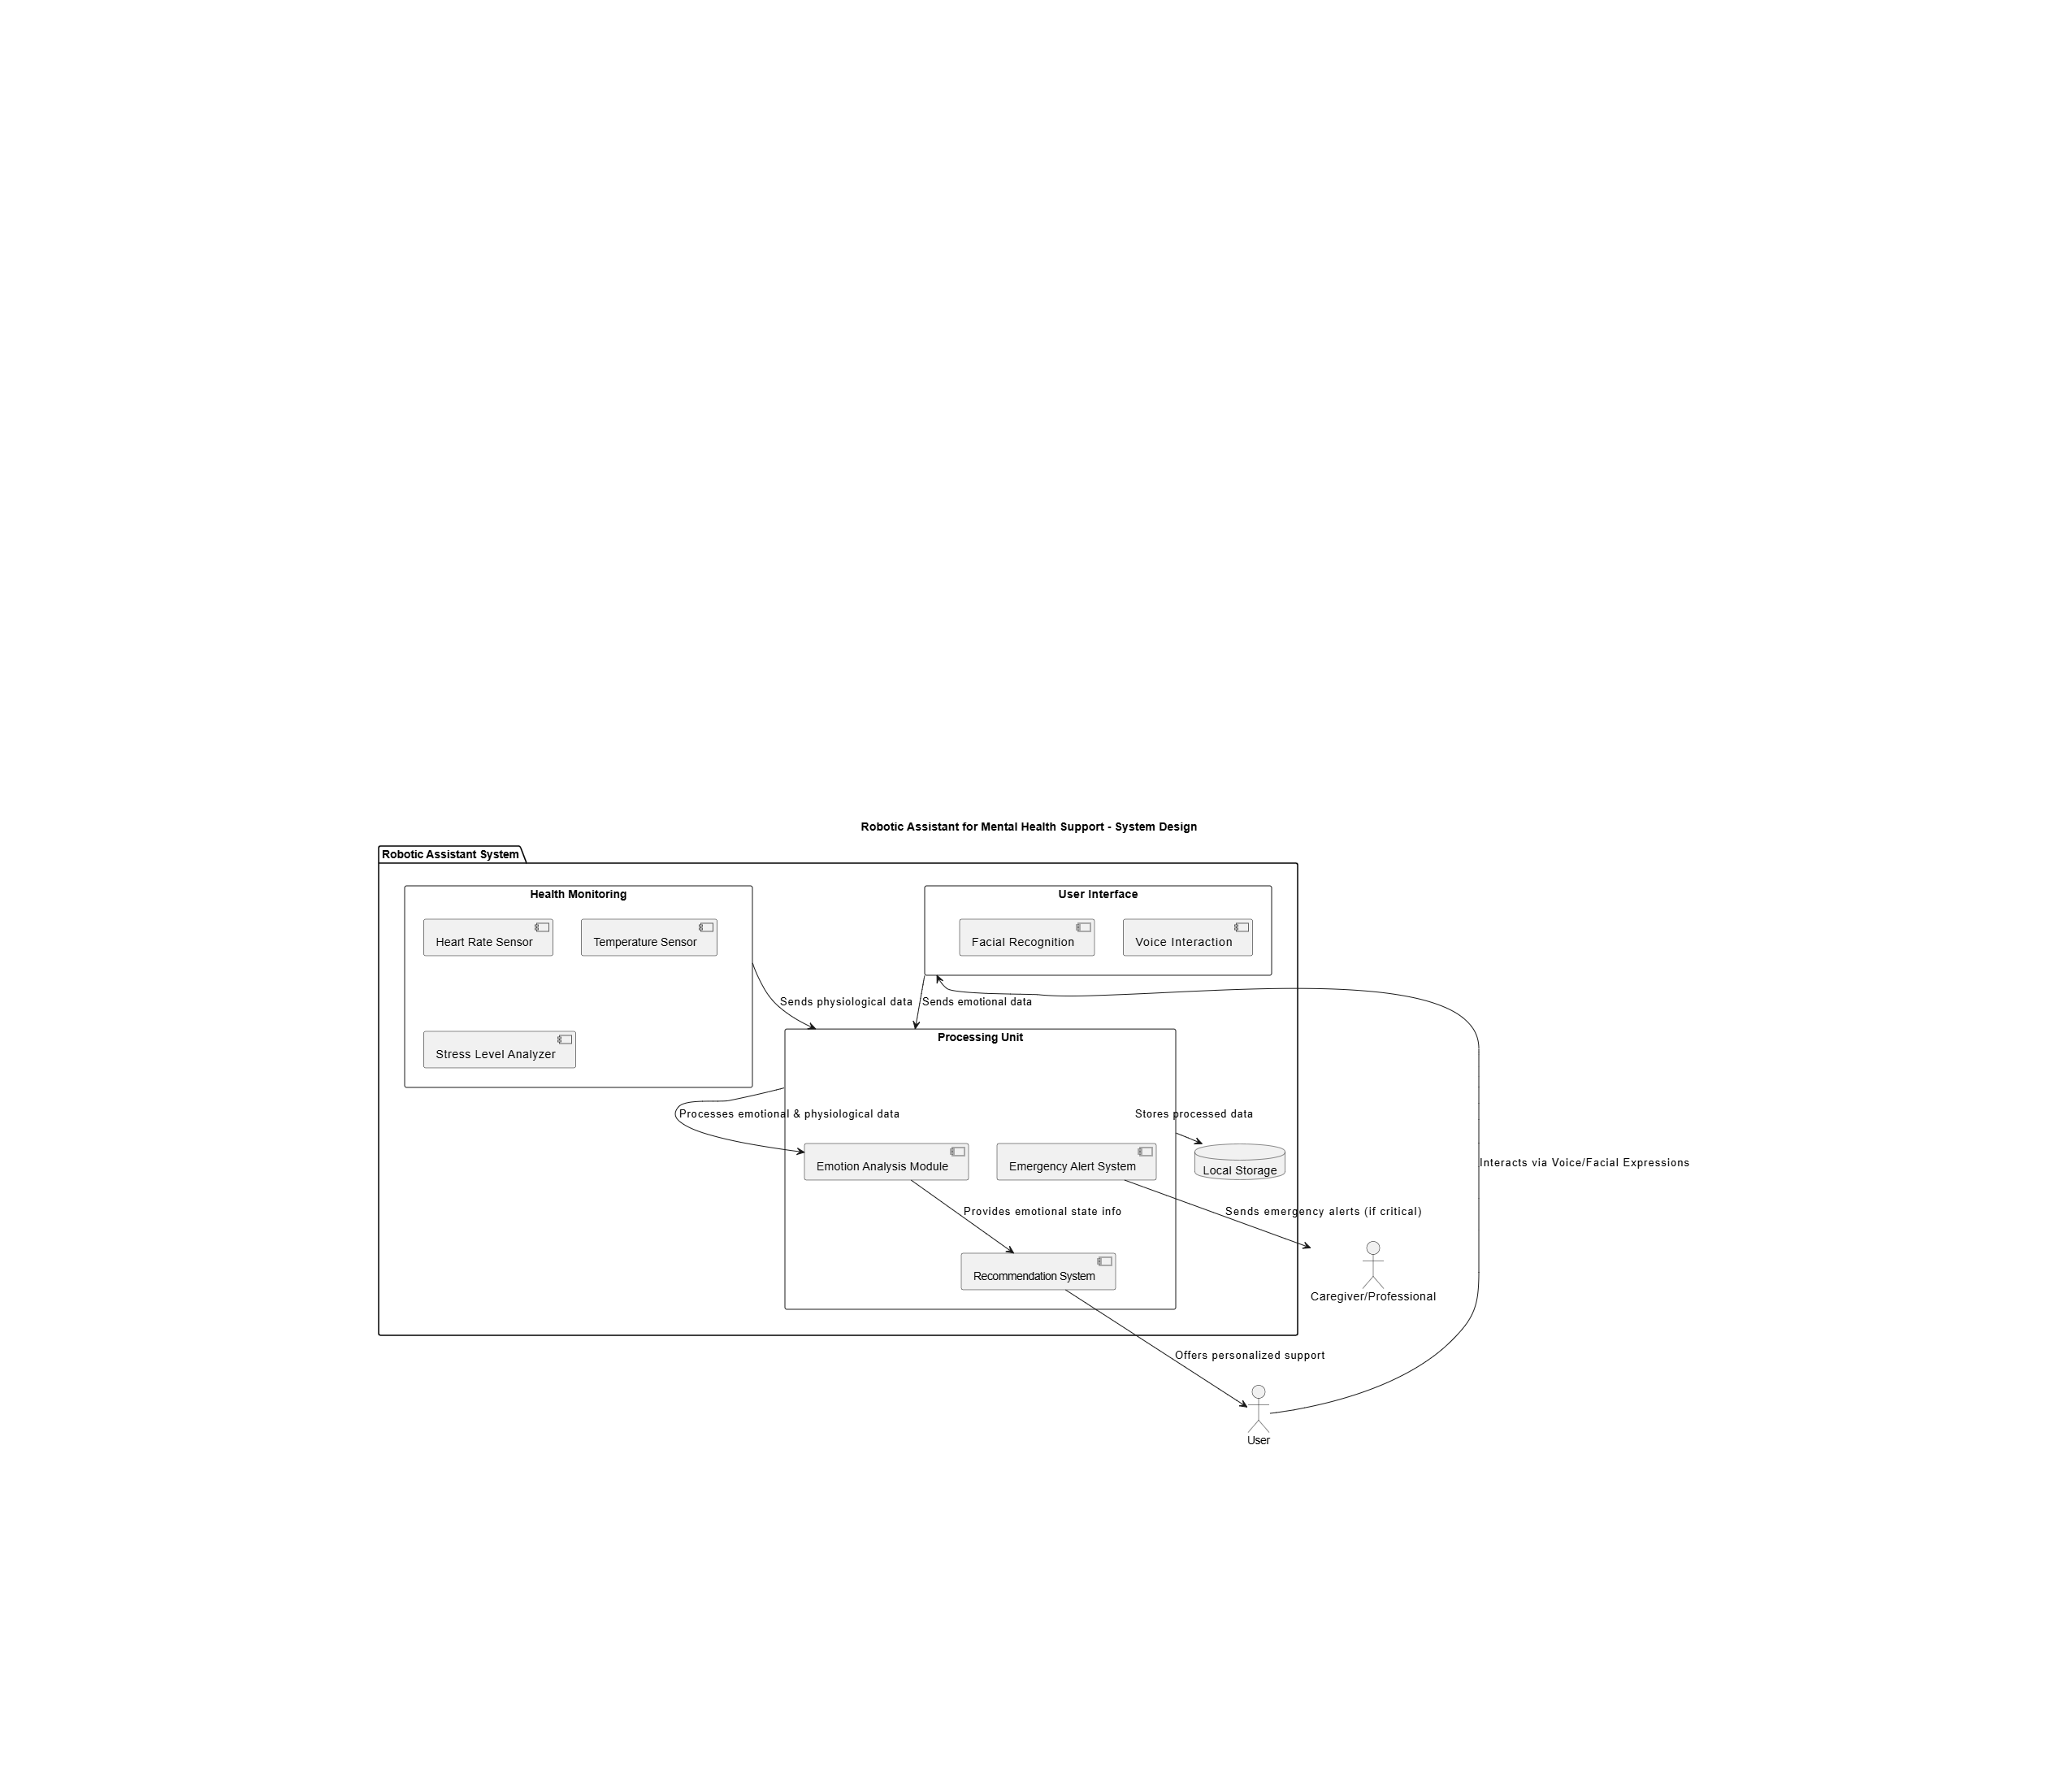 Robotic Assistant for Mental Health Support - System Design
Robotic Assistant System
Health Monitoring
User Interface
Heart Rate Sensor
Temperature Sensor
Facial Recognition
Voice Interaction
Sends physiological data
Sends emotional data
Stress Level Analyzer
Processing Unit
Processes emotional & physiological data
Stores processed data
Emotion Analysis Module
Emergency Alert System
Local Storage
Interacts via Voice/Facial Expressions
Provides emotional state info
Sends emergency alerts (if critical)
Recommendation System
Caregiver/Professional
Offers personalized support
User